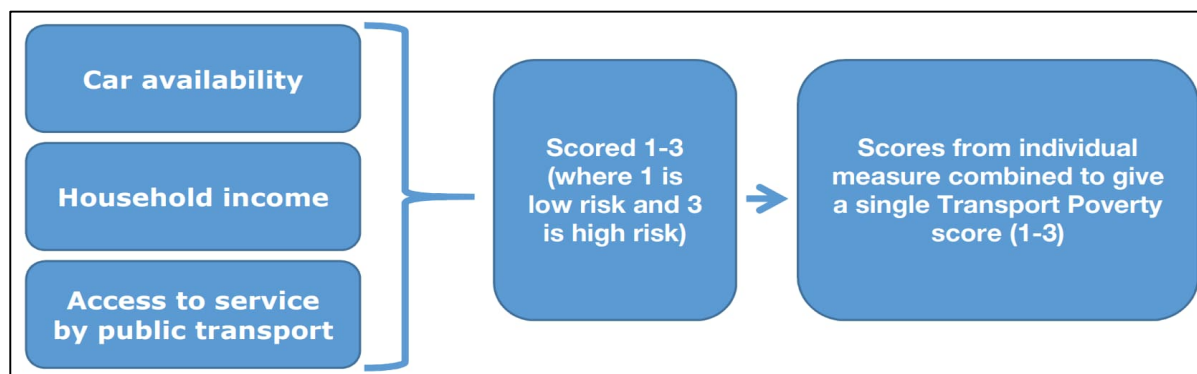 Car availability
Household income
Access to service
by public transport
Scored 1-3
(where 1 is
low risk and 3
is high risk)
Scores from individual
measure combined to give
a single Transport Poverty
score (1-3)